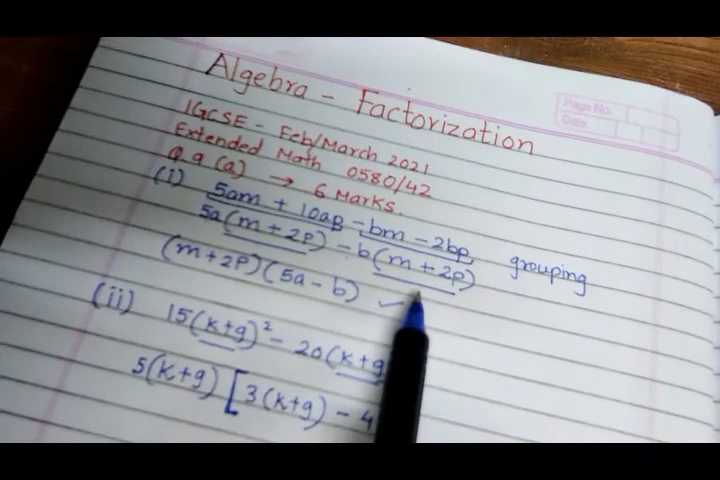 Algebra - Factorization
Page No.
Date
IGCSE - Feb/March 2021
Extended Math 0580/42
Q.9 (a) → 6 Marks.
(i) 5am + 10ap - bm - 2bp
5a(m + 2p) - b(m + 2p) grouping
(m + 2p)(5a - b) ✓
(ii) 15(k+g)² - 20(k+g
5(k+g) [3(k+g) - 4